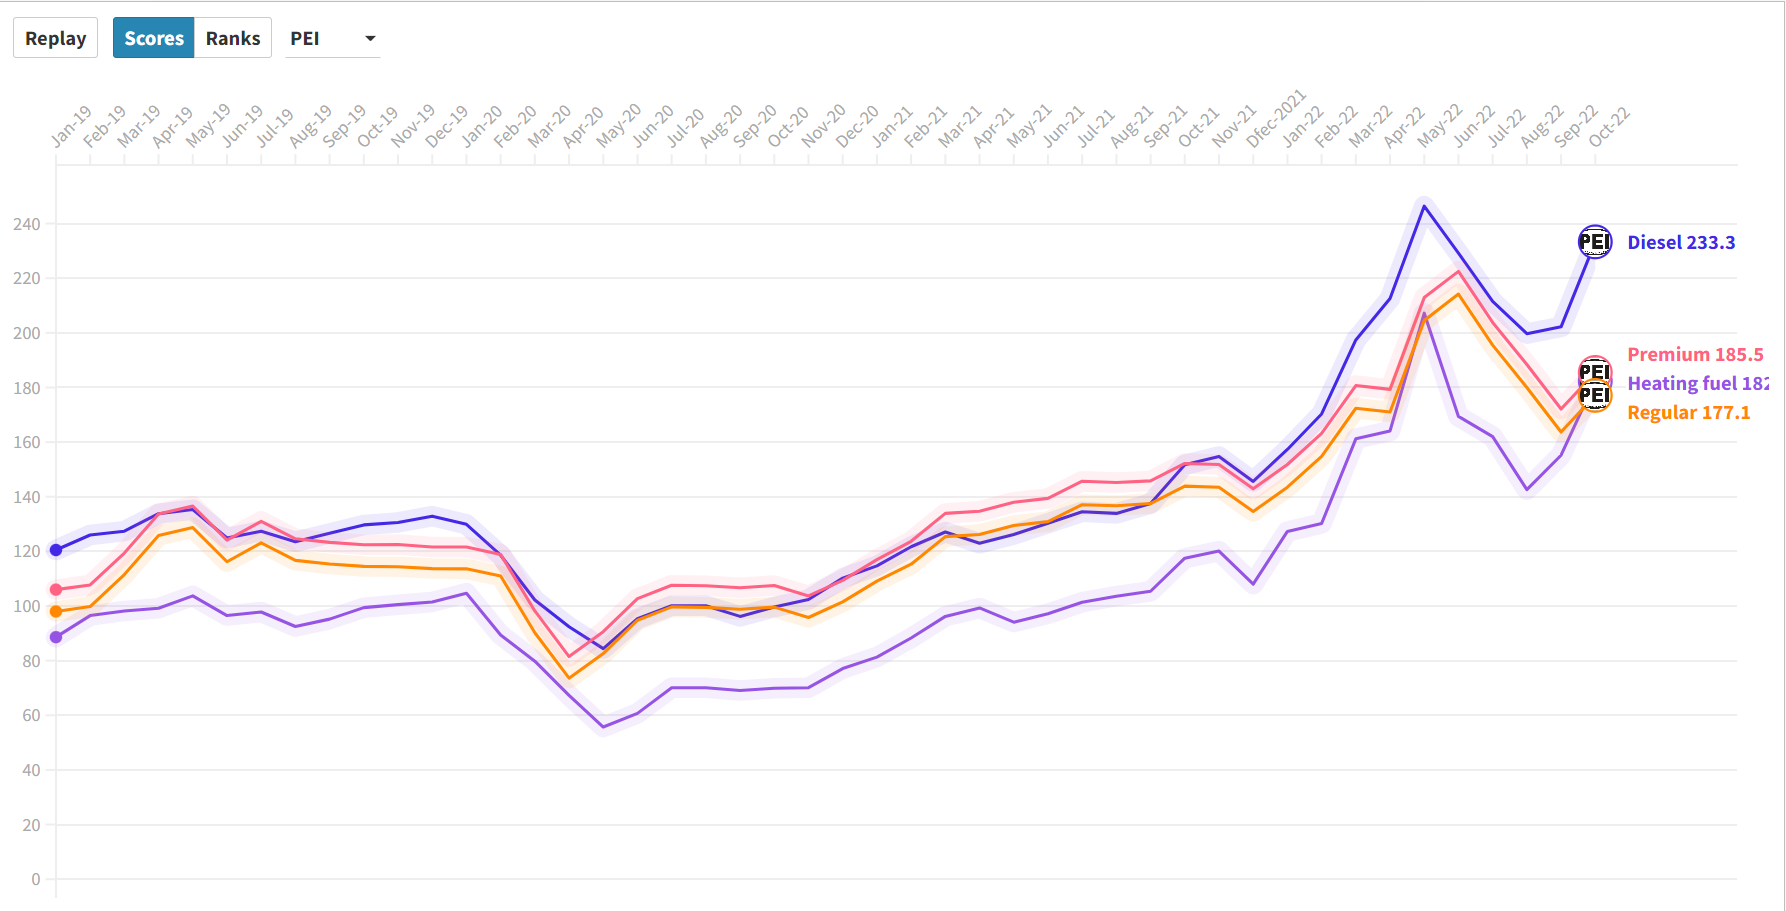 Replay Scores Ranks PEI
Jan-19 Feb-19 Mar-19 Apr-19 May-19 Jun-19 Jul-19 Aug-19 Sep-19 Oct-19 Nov-19 Dec-19 Jan-20 Feb-20 Mar-20 Apr-20 May-20 Jun-20 Jul-20 Aug-20 Sep-20 Oct-20 Nov-20 Dec-20 Jan-21 Feb-21 Mar-21 Apr-21 May-21 Jun-21 Jul-21 Aug-21 Sep-21 Oct-21 Nov-21 Dfec-2021 Jan-22 Feb-22 Mar-22 Apr-22 May-22 Jun-22 Jul-22 Aug-22 Sep-22 Oct-22
240
PEI Diesel 233.3
220
200
Premium 185.5
PEI
180
Heating fuel 182
PEI
Regular 177.1
160
140
120
100
80
60
40
20
0